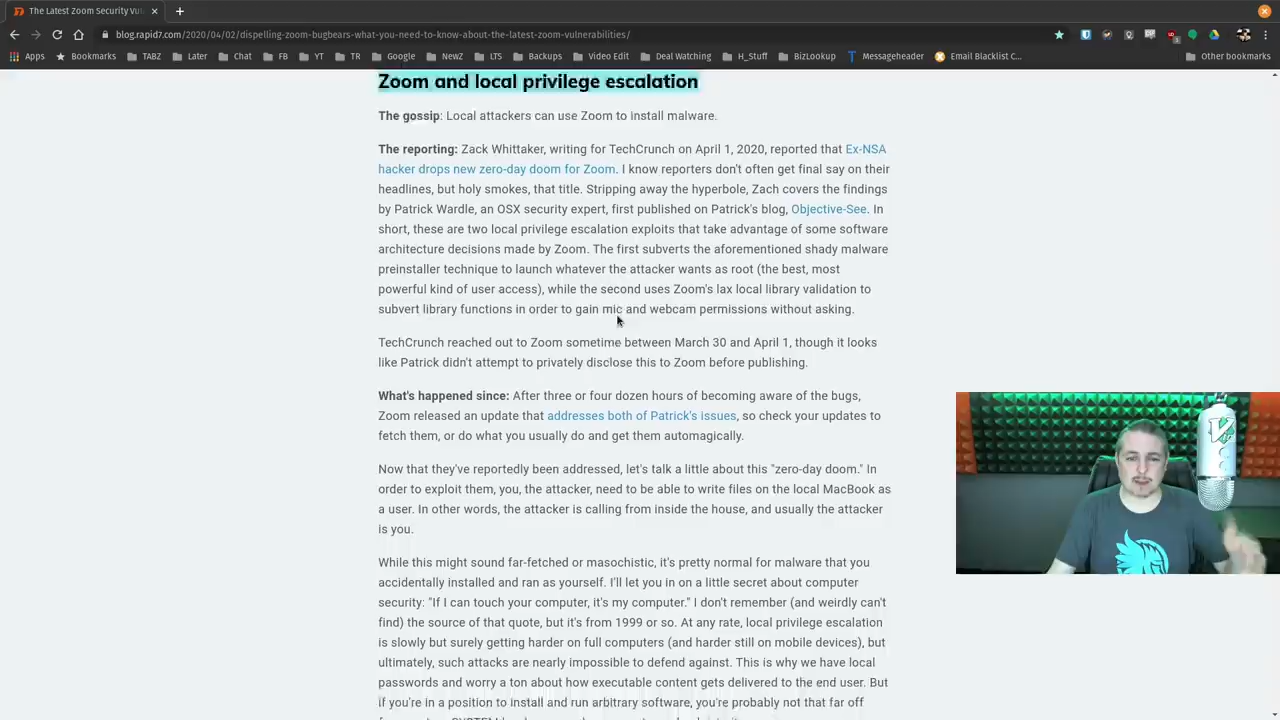 The Latest Zoom Security Vul
blog.rapid7.com/2020/04/02/dispelling-zoom-bugbears-what-you-need-to-know-about-the-latest-zoom-vulnerabilities/
Apps Bookmarks TABZ Later Chat FB YT TR Google NewZ LTS Backups Video Edit Deal Watching H_Stuff BizLookup Messageheader Email Blacklist C... Other bookmarks
Zoom and local privilege escalation
The gossip: Local attackers can use Zoom to install malware.
The reporting: Zack Whittaker, writing for TechCrunch on April 1, 2020, reported that Ex-NSA
hacker drops new zero-day doom for Zoom. I know reporters don't often get final say on their
headlines, but holy smokes, that title. Stripping away the hyperbole, Zach covers the findings
by Patrick Wardle, an OSX security expert, first published on Patrick's blog, Objective-See. In
short, these are two local privilege escalation exploits that take advantage of some software
architecture decisions made by Zoom. The first subverts the aforementioned shady malware
preinstaller technique to launch whatever the attacker wants as root (the best, most
powerful kind of user access), while the second uses Zoom's lax local library validation to
subvert library functions in order to gain mic and webcam permissions without asking.
TechCrunch reached out to Zoom sometime between March 30 and April 1, though it looks
like Patrick didn't attempt to privately disclose this to Zoom before publishing.
What's happened since: After three or four dozen hours of becoming aware of the bugs,
Zoom released an update that addresses both of Patrick's issues, so check your updates to
fetch them, or do what you usually do and get them automagically.
Now that they've reportedly been addressed, let's talk a little about this "zero-day doom." In
order to exploit them, you, the attacker, need to be able to write files on the local MacBook as
a user. In other words, the attacker is calling from inside the house, and usually the attacker
is you.
While this might sound far-fetched or masochistic, it's pretty normal for malware that you
accidentally installed and ran as yourself. I'll let you in on a little secret about computer
security: "If I can touch your computer, it's my computer." I don't remember (and weirdly can't
find) the source of that quote, but it's from 1999 or so. At any rate, local privilege escalation
is slowly but surely getting harder on full computers (and harder still on mobile devices), but
ultimately, such attacks are nearly impossible to defend against. This is why we have local
passwords and worry a ton about how executable content gets delivered to the end user. But
if you're in a position to install and run arbitrary software, you're probably not that far off